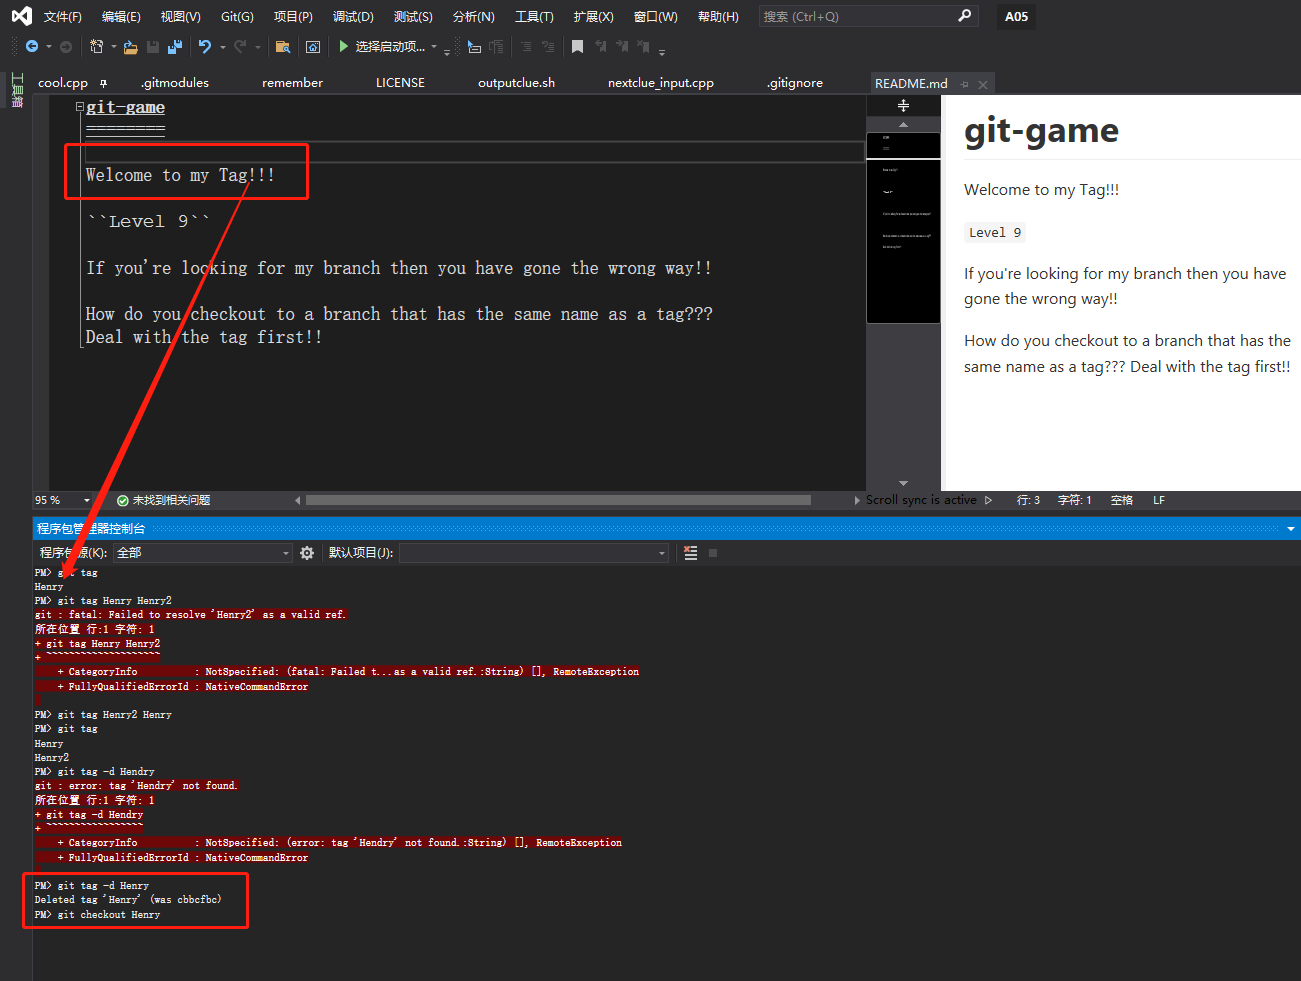 文件(F) 编辑(E) 视图(V) Git(G) 项目(P) 调试(D) 测试(S) 分析(N) 工具(T) 扩展(X) 窗口(W) 帮助(H) 搜索 (Ctrl+Q) A05
选择启动项...
工具箱
cool.cpp .gitmodules remember LICENSE outputclue.sh nextclue_input.cpp .gitignore README.md
git-game
========
Welcome to my Tag!!!
``Level 9``
If you're looking for my branch then you have gone the wrong way!!
How do you checkout to a branch that has the same name as a tag???
Deal with the tag first!!
git-game
Welcome to my Tag!!!
Level 9
If you're looking for my branch then you have
gone the wrong way!!
How do you checkout to a branch that has the
same name as a tag??? Deal with the tag first!!
95 % 未找到相关问题 Scroll sync is active 行: 3 字符: 1 空格 LF
程序包管理器控制台
程序包源(K): 全部 默认项目(J):
PM> git tag
Henry
PM> git tag Henry Henry2
git : fatal: Failed to resolve 'Henry2' as a valid ref.
所在位置 行:1 字符: 1
+ git tag Henry Henry2
+ ~~~~~~~~~~~~~~~~~~~~
+ CategoryInfo : NotSpecified: (fatal: Failed t...as a valid ref.:String) [], RemoteException
+ FullyQualifiedErrorId : NativeCommandError
PM> git tag Henry2 Henry
PM> git tag
Henry
Henry2
PM> git tag -d Hendry
git : error: tag 'Hendry' not found.
所在位置 行:1 字符: 1
+ git tag -d Hendry
+ ~~~~~~~~~~~~~~~~~
+ CategoryInfo : NotSpecified: (error: tag 'Hendry' not found.:String) [], RemoteException
+ FullyQualifiedErrorId : NativeCommandError
PM> git tag -d Henry
Deleted tag 'Henry' (was cbbcfbc)
PM> git checkout Henry